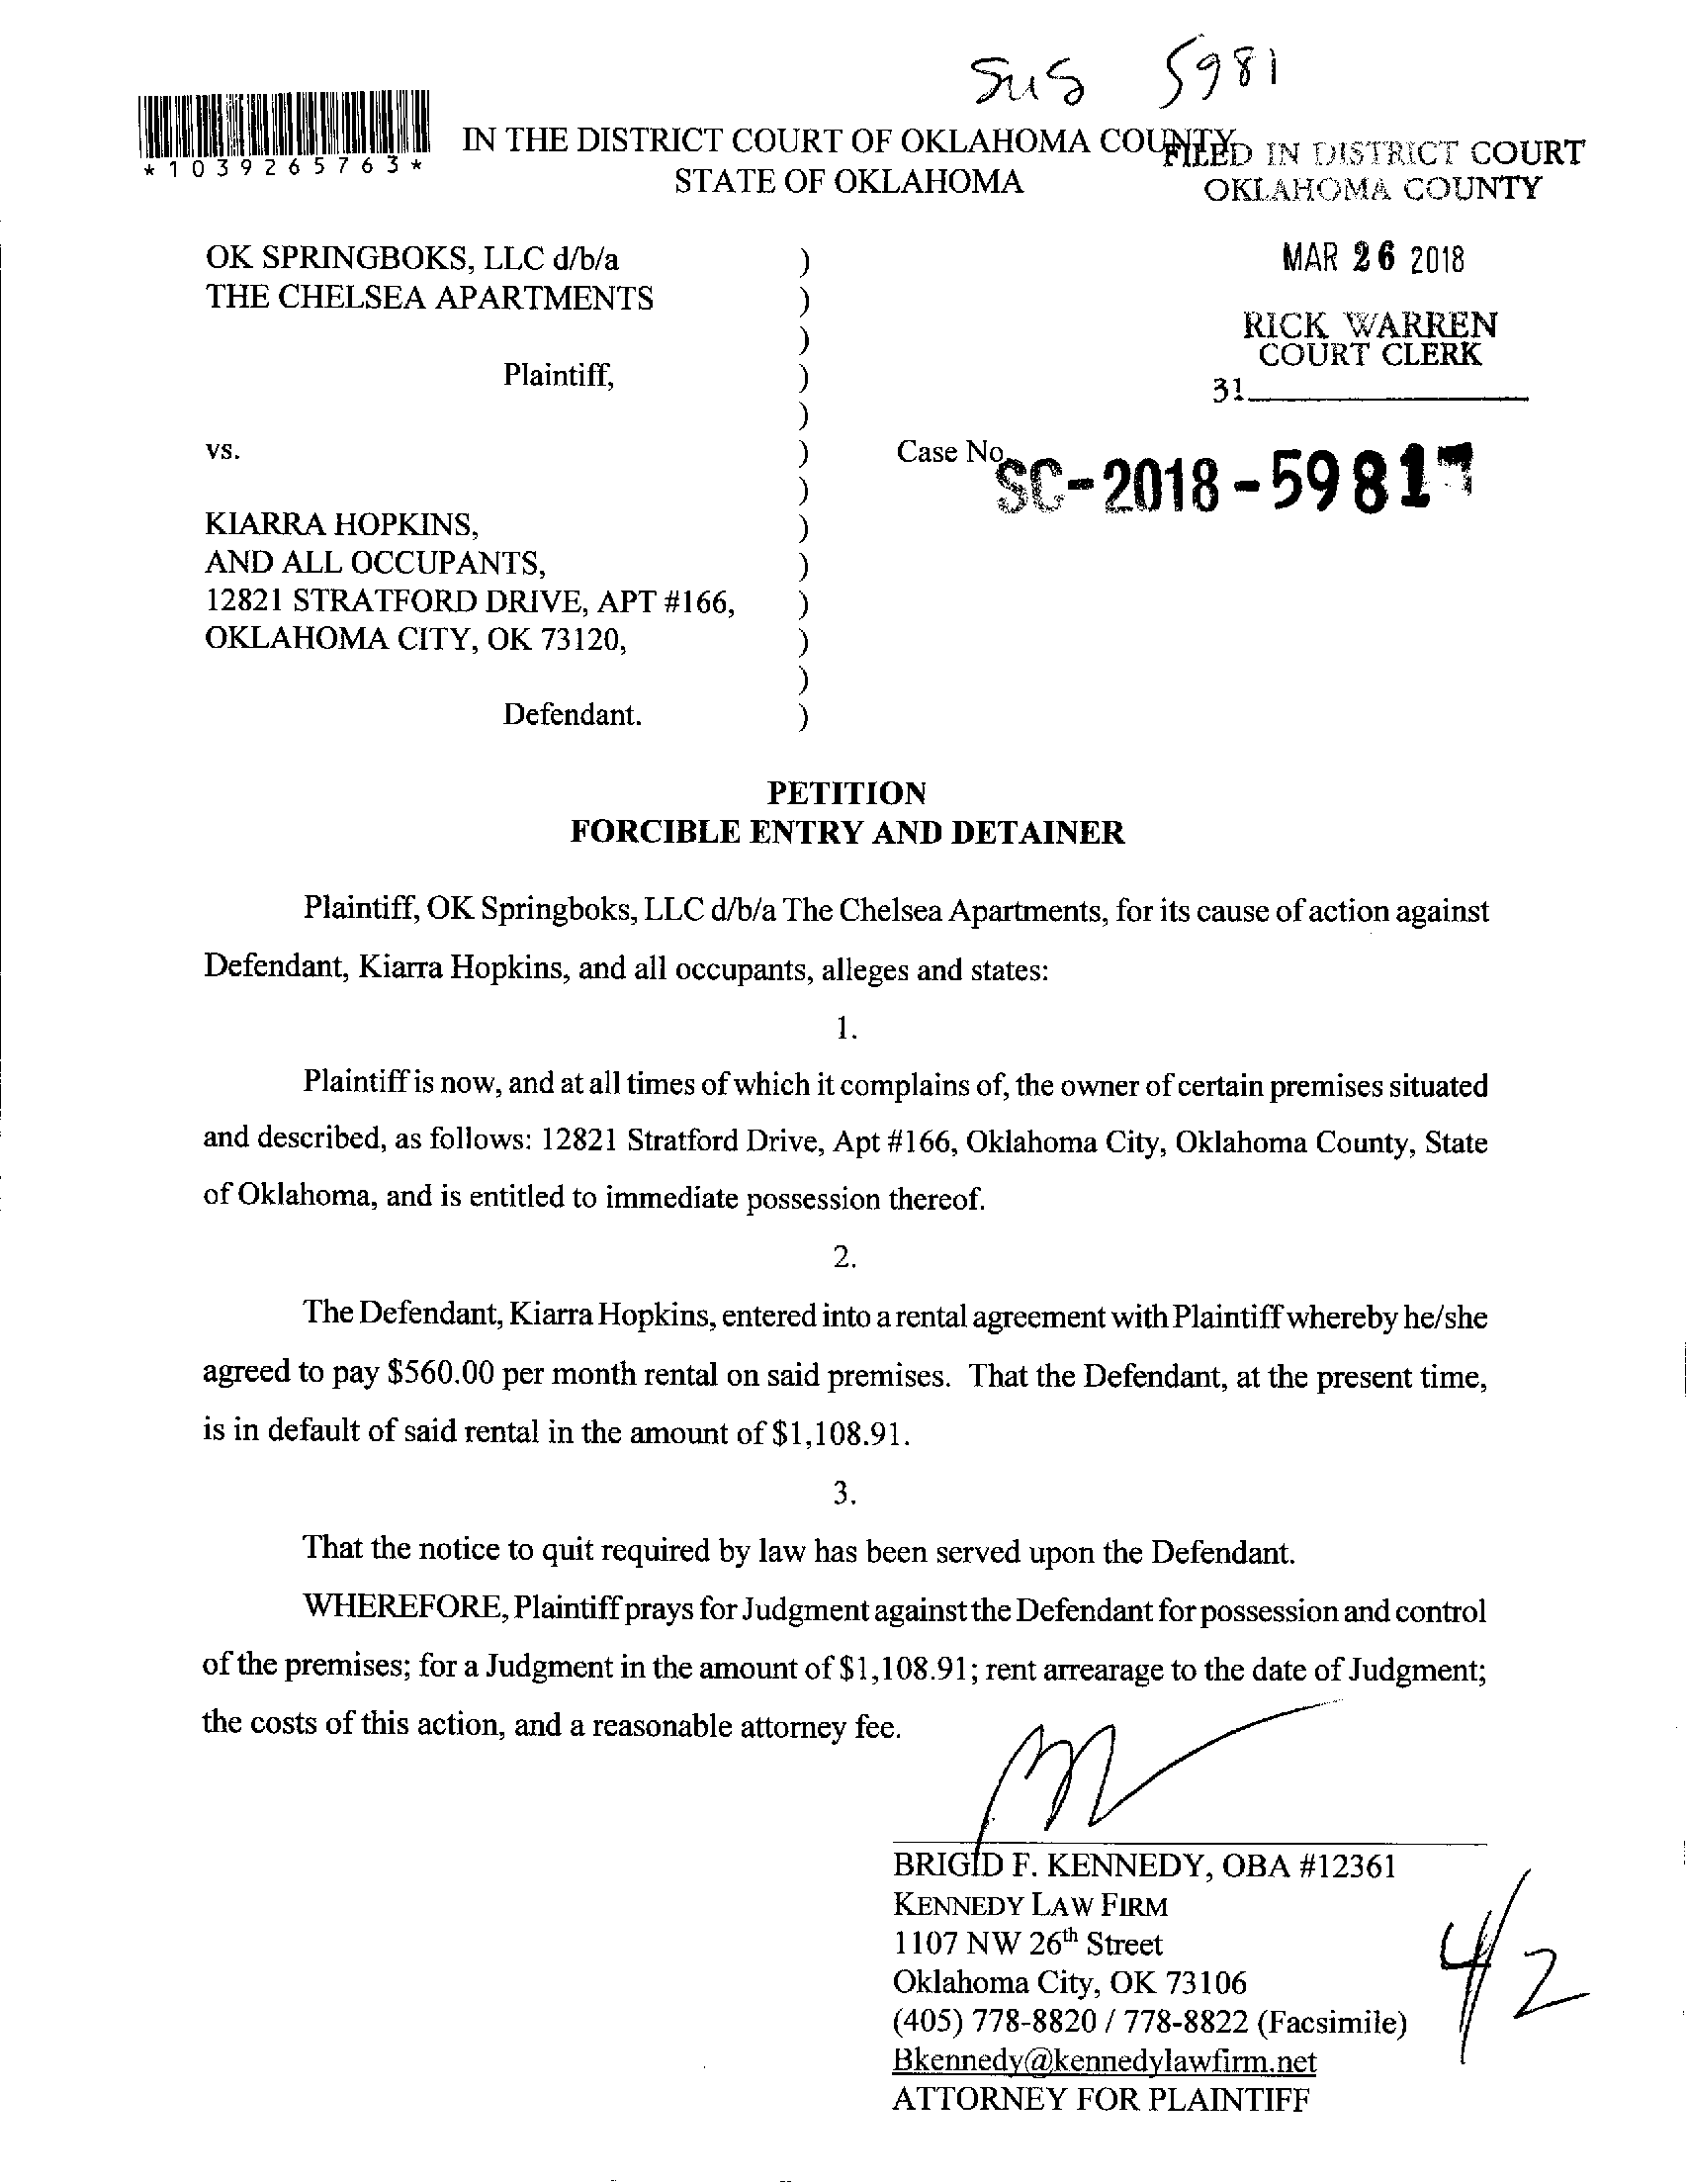 SMS 5981
*1039265763*
IN THE DISTRICT COURT OF OKLAHOMA COUNTY
STATE OF OKLAHOMA
FILED IN DISTRICT COURT
OKLAHOMA COUNTY
MAR 26 2018
RICK WARREN
COURT CLERK
31
OK SPRINGBOKS, LLC d/b/a )
THE CHELSEA APARTMENTS )
)
Plaintiff, )
)
vs. ) Case No.
SC-2018-5981
)
KIARRA HOPKINS, )
AND ALL OCCUPANTS, )
12821 STRATFORD DRIVE, APT #166, )
OKLAHOMA CITY, OK 73120, )
)
Defendant. )
PETITION
FORCIBLE ENTRY AND DETAINER
Plaintiff, OK Springboks, LLC d/b/a The Chelsea Apartments, for its cause of action against
Defendant, Kiarra Hopkins, and all occupants, alleges and states:
1.
Plaintiff is now, and at all times of which it complains of, the owner of certain premises situated
and described, as follows: 12821 Stratford Drive, Apt #166, Oklahoma City, Oklahoma County, State
of Oklahoma, and is entitled to immediate possession thereof.
2.
The Defendant, Kiarra Hopkins, entered into a rental agreement with Plaintiff whereby he/she
agreed to pay $560.00 per month rental on said premises. That the Defendant, at the present time,
is in default of said rental in the amount of $1,108.91.
3.
That the notice to quit required by law has been served upon the Defendant.
WHEREFORE, Plaintiff prays for Judgment against the Defendant for possession and control
of the premises; for a Judgment in the amount of $1,108.91; rent arrearage to the date of Judgment;
the costs of this action, and a reasonable attorney fee.
BRIGID F. KENNEDY, OBA #12361
KENNEDY LAW FIRM
1107 NW 26th Street
Oklahoma City, OK 73106
(405) 778-8820 / 778-8822 (Facsimile)
Bkennedy@kennedylawfirm.net
ATTORNEY FOR PLAINTIFF
4/2